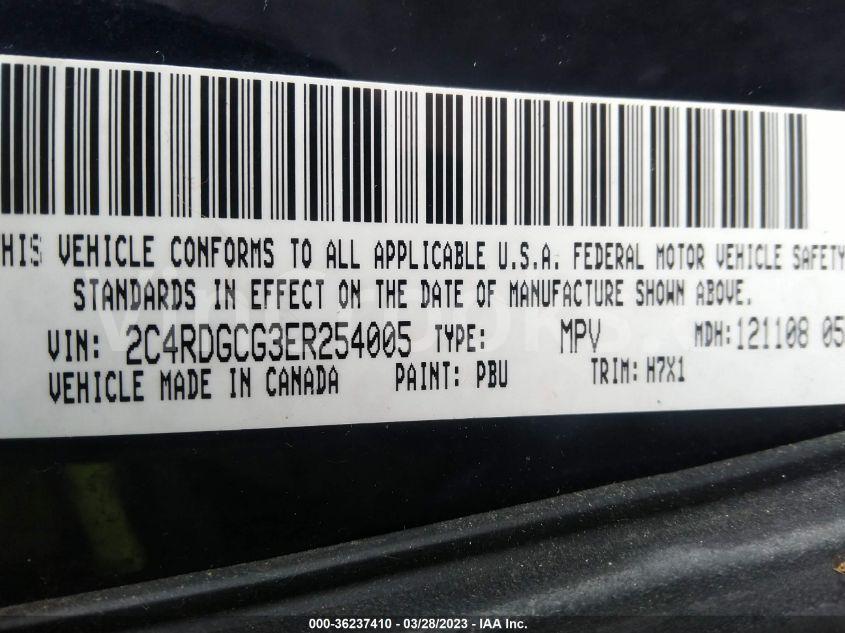 HIS VEHICLE CONFORMS TO ALL APPLICABLE U.S.A. FEDERAL MOTOR VEHICLE SAFETY
STANDARDS IN EFFECT ON THE DATE OF MANUFACTURE SHOWN ABOVE.
VIN: 2C4RDGCG3ER254005 TYPE: MPV MDH:121108 05
VEHICLE MADE IN CANADA PAINT: PBU TRIM: H7X1
000-36237410 — 03/28/2023 — IAA Inc.